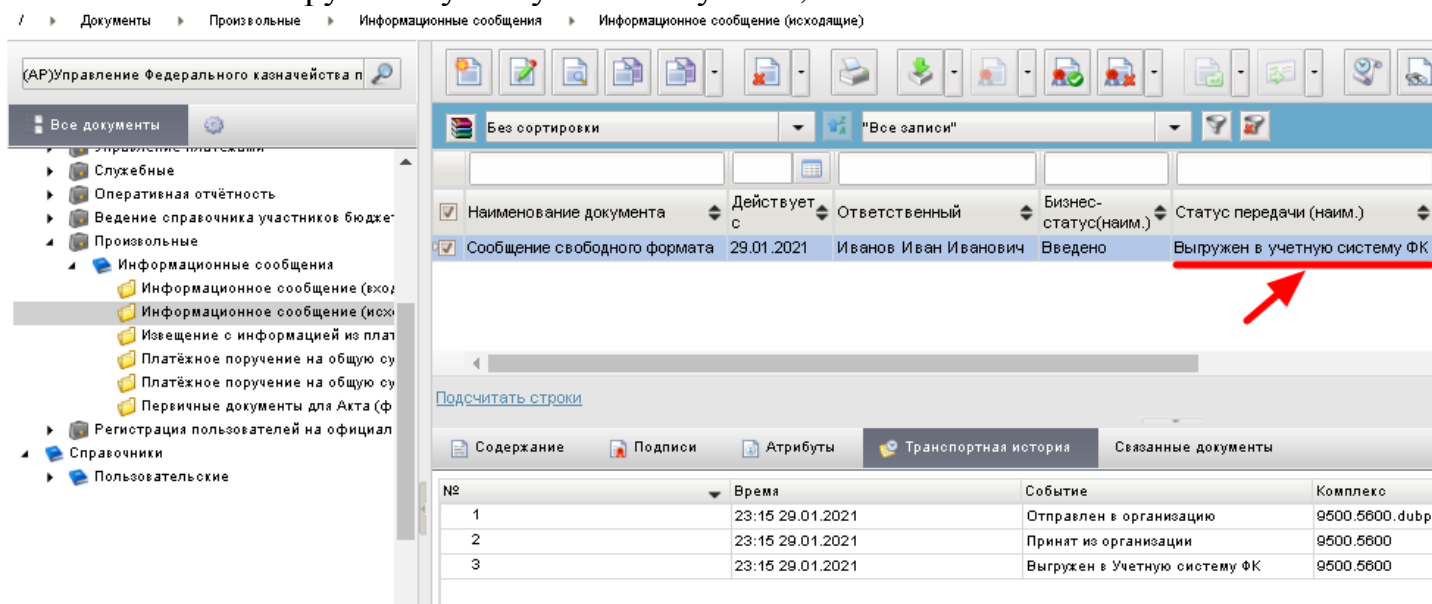 / Документы Произвольные Информационные сообщения Информационное сообщение (исходящие)
(АР)Управление Федерального казначейства п
Все документы
Служебные
Оперативная отчётность
Ведение справочника участников бюджет
Произвольные
Информационные сообщения
Информационное сообщение (вход
Информационное сообщение (исхо
Извещение с информацией из плат
Платёжное поручение на общую су
Платёжное поручение на общую су
Первичные документы для Акта (ф
Регистрация пользователей на официал
Справочники
Пользовательские
Без сортировки "Все записи"
Наименование документа Действует с Ответственный Бизнес-статус(наим.) Статус передачи (наим.)
Сообщение свободного формата 29.01.2021 Иванов Иван Иванович Введено Выгружен в учетную систему ФК
Подсчитать строки
Содержание Подписи Атрибуты Транспортная история Связанные документы
№ Время Событие Комплекс
1 23:15 29.01.2021 Отправлен в организацию 9500.5600.dubp
2 23:15 29.01.2021 Принят из организации 9500.5600
3 23:15 29.01.2021 Выгружен в Учетную систему ФК 9500.5600